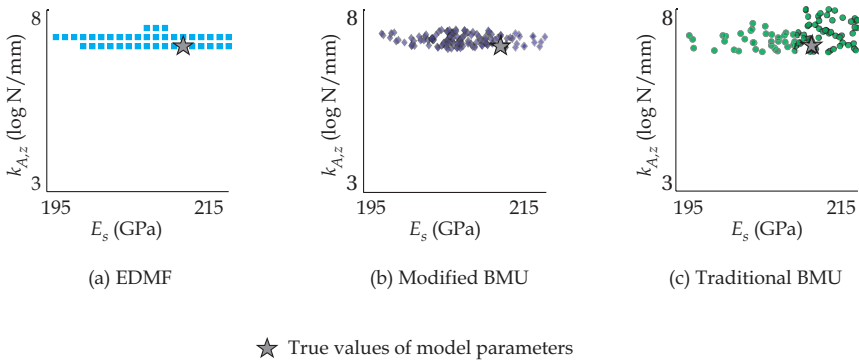 8
k_{A,z} (log N/mm)
3
195
215
E_s (GPa)
(a) EDMF
8
k_{A,z} (log N/mm)
3
195
215
E_s (GPa)
(b) Modified BMU
8
k_{A,z} (log N/mm)
3
195
215
E_s (GPa)
(c) Traditional BMU
True values of model parameters